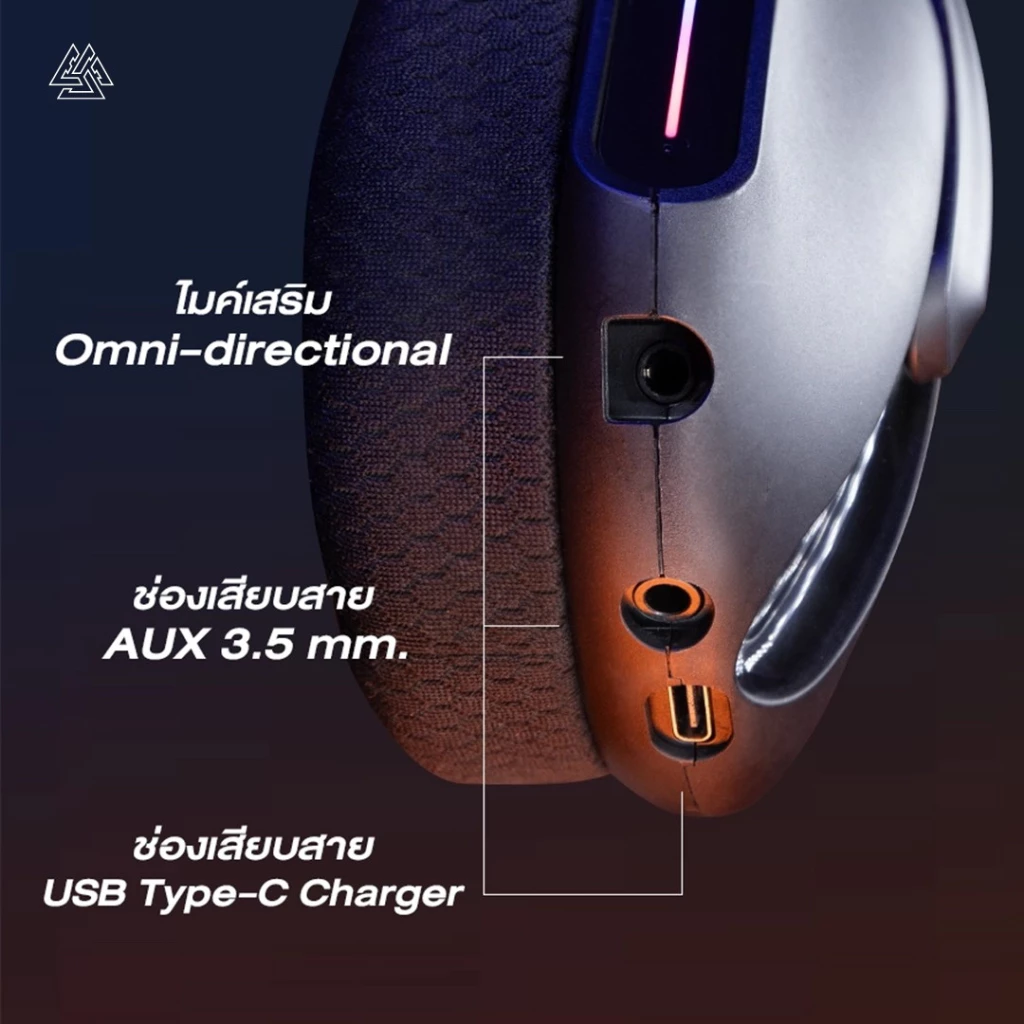 ไมค์เสริม
Omni-directional
ช่องเสียบสาย
AUX 3.5 mm.
ช่องเสียบสาย
USB Type-C Charger